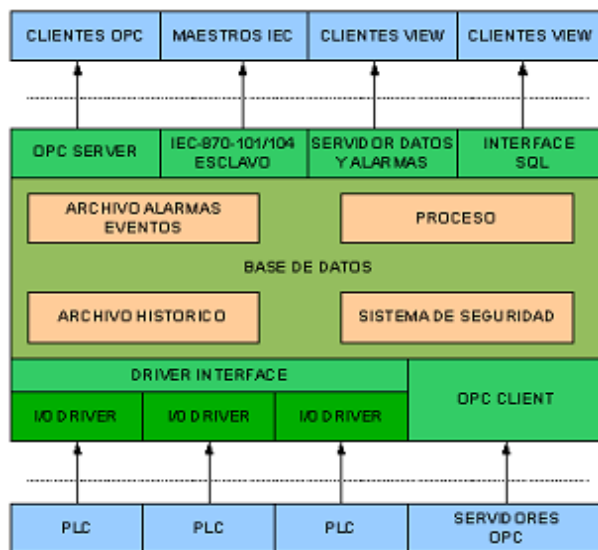 CLIENTES OPC
MAESTROS IEC
CLIENTES VIEW
CLIENTES VIEW
OPC SERVER
IEC-870-101/104
ESCLAVO
SERVIDOR DATOS
Y ALARMAS
INTERFACE
SQL
ARCHIVO ALARMAS
EVENTOS
PROCESO
BASE DE DATOS
ARCHIVO HISTORICO
SISTEMA DE SEGURIDAD
DRIVER INTERFACE
OPC CLIENT
I/O DRIVER
I/O DRIVER
I/O DRIVER
PLC
PLC
PLC
SERVIDORES
OPC